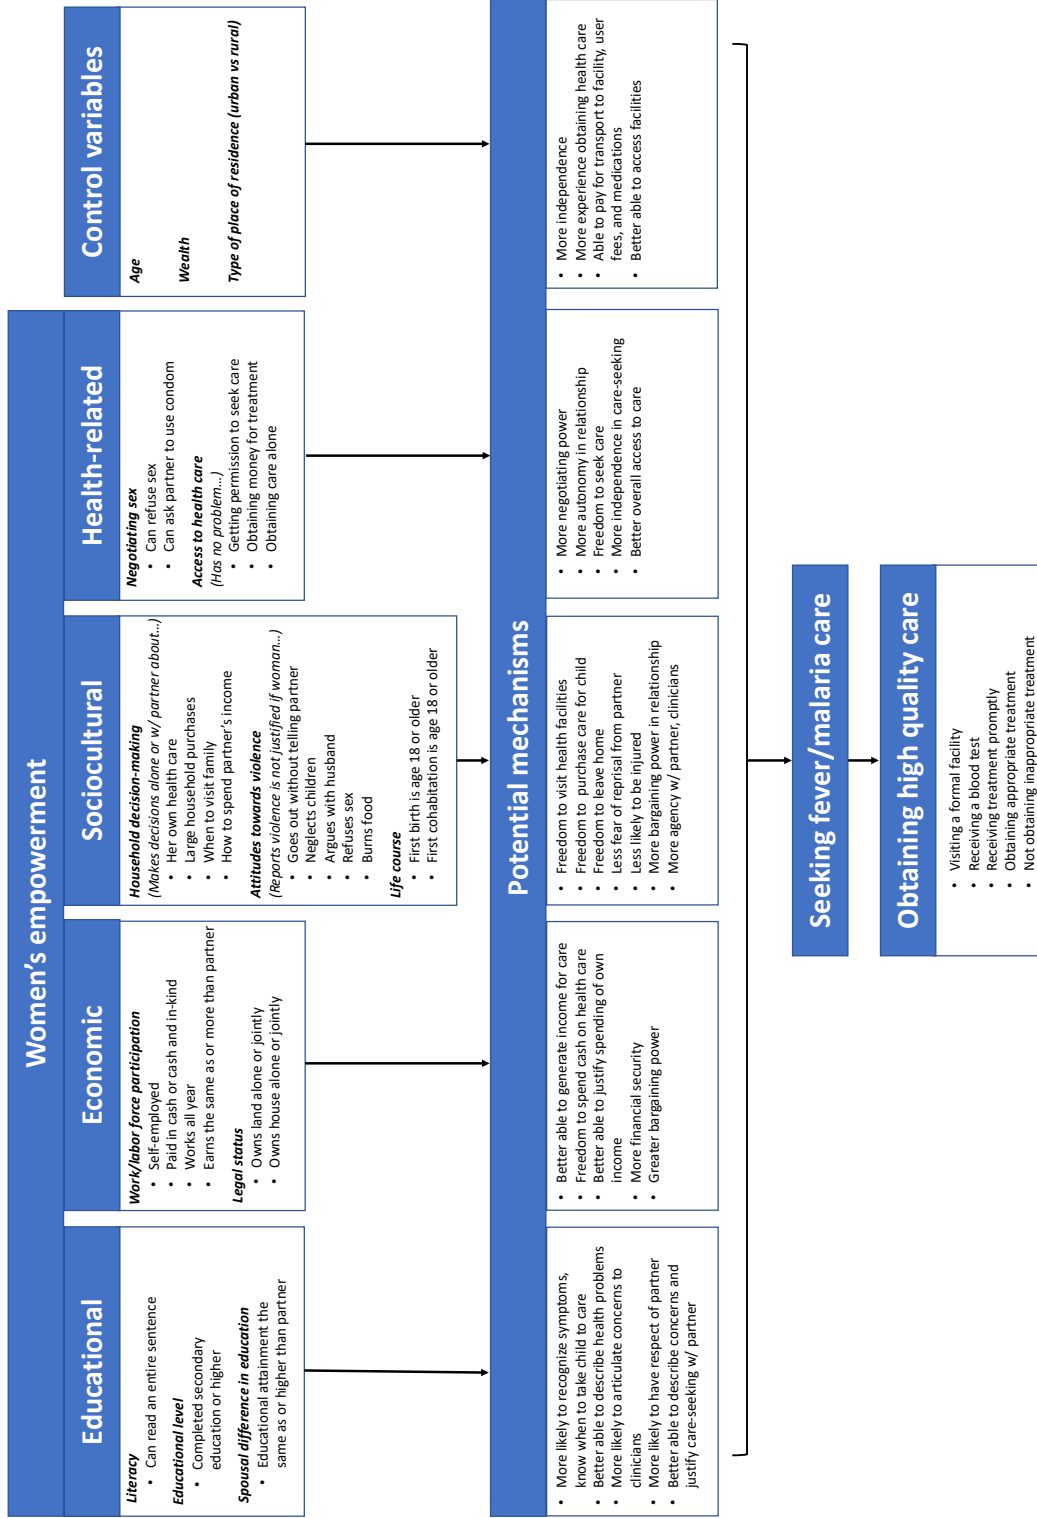 Women's empowerment
Educational
Literacy
• Can read an entire sentence
Educational level
• Completed secondary
education or higher
Spousal difference in education
• Educational attainment the
same as or higher than partner
Economic
Work/labor force participation
• Self-employed
• Paid in cash or cash and in-kind
• Works all year
• Earns the same as or more than partner
Legal status
• Owns land alone or jointly
• Owns house alone or jointly
Sociocultural
Household decision-making
(Makes decisions alone or w/ partner about…)
• Her own health care
• Large household purchases
• When to visit family
• How to spend partner's income
Attitudes towards violence
(Reports violence is not justified if woman…)
• Goes out without telling partner
• Neglects children
• Argues with husband
• Refuses sex
• Burns food
Life course
• First birth is age 18 or older
• First cohabitation is age 18 or older
Health-related
Negotiating sex
• Can refuse sex
• Can ask partner to use condom
Access to health care
(Has no problem…)
• Getting permission to seek care
• Obtaining money for treatment
• Obtaining care alone
Control variables
Age
Wealth
Type of place of residence (urban vs rural)
Potential mechanisms
• More likely to recognize symptoms,
know when to take child to care
• Better able to describe health problems
• More likely to articulate concerns to
clinicians
• More likely to have respect of partner
• Better able to describe concerns and
justify care-seeking w/ partner
• Better able to generate income for care
• Freedom to spend cash on health care
• Better able to justify spending of own
income
• More financial security
• Greater bargaining power
• Freedom to visit health facilities
• Freedom to purchase care for child
• Freedom to leave home
• Less fear of reprisal from partner
• Less likely to be injured
• More bargaining power in relationship
• More agency w/ partner, clinicians
• More negotiating power
• More autonomy in relationship
• Freedom to seek care
• More independence in care-seeking
• Better overall access to care
• More independence
• More experience obtaining health care
• Able to pay for transport to facility, user
fees, and medications
• Better able to access facilities
Seeking fever/malaria care
Obtaining high quality care
• Visiting a formal facility
• Receiving a blood test
• Receiving treatment promptly
• Obtaining appropriate treatment
• Not obtaining inappropriate treatment